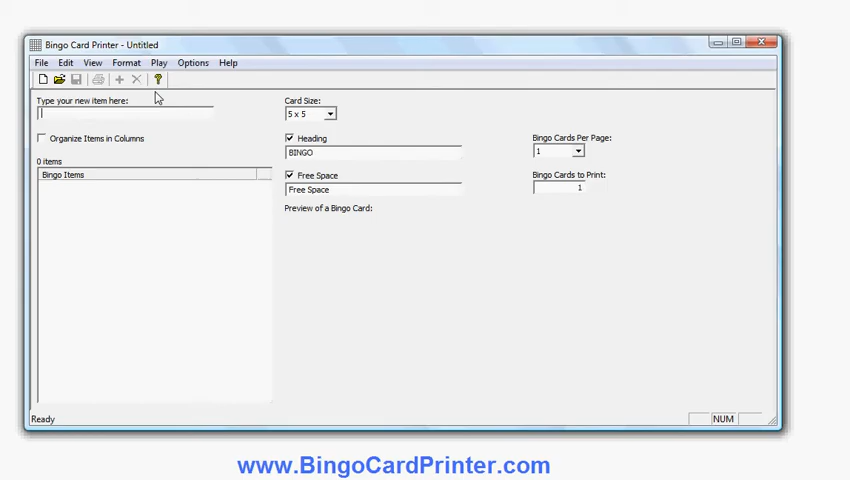 Bingo Card Printer - Untitled
File Edit View Format Play Options Help
Type your new item here:
Organize Items in Columns
0 items
Bingo Items
Card Size:
5 x 5
Heading
BINGO
Free Space
Free Space
Preview of a Bingo Card:
Bingo Cards Per Page:
1
Bingo Cards to Print:
1
Ready
NUM
www.BingoCardPrinter.com